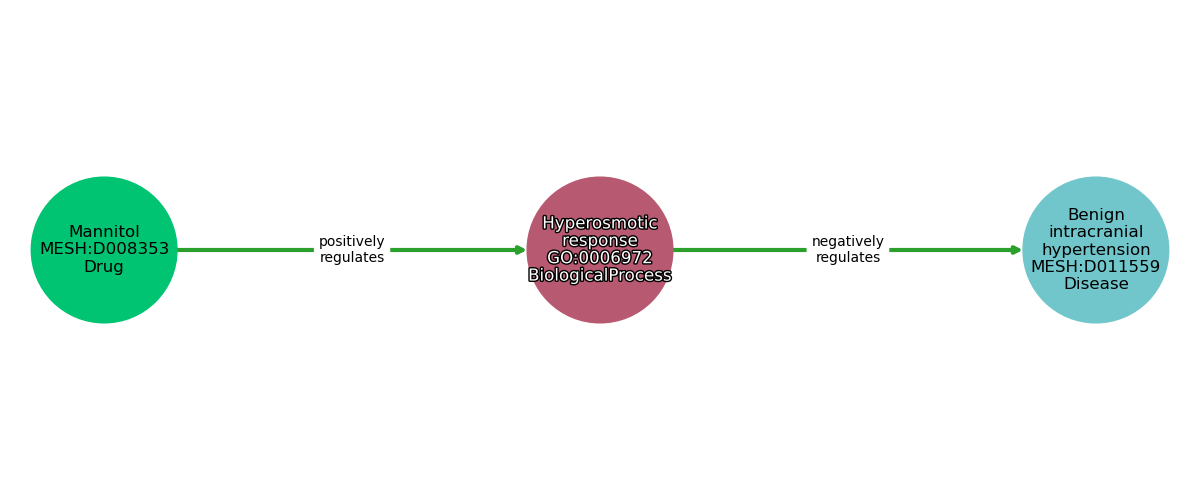 Mannitol
MESH:D008353
Drug
positively
regulates
Hyperosmotic
response
GO:0006972
BiologicalProcess
negatively
regulates
Benign
intracranial
hypertension
MESH:D011559
Disease